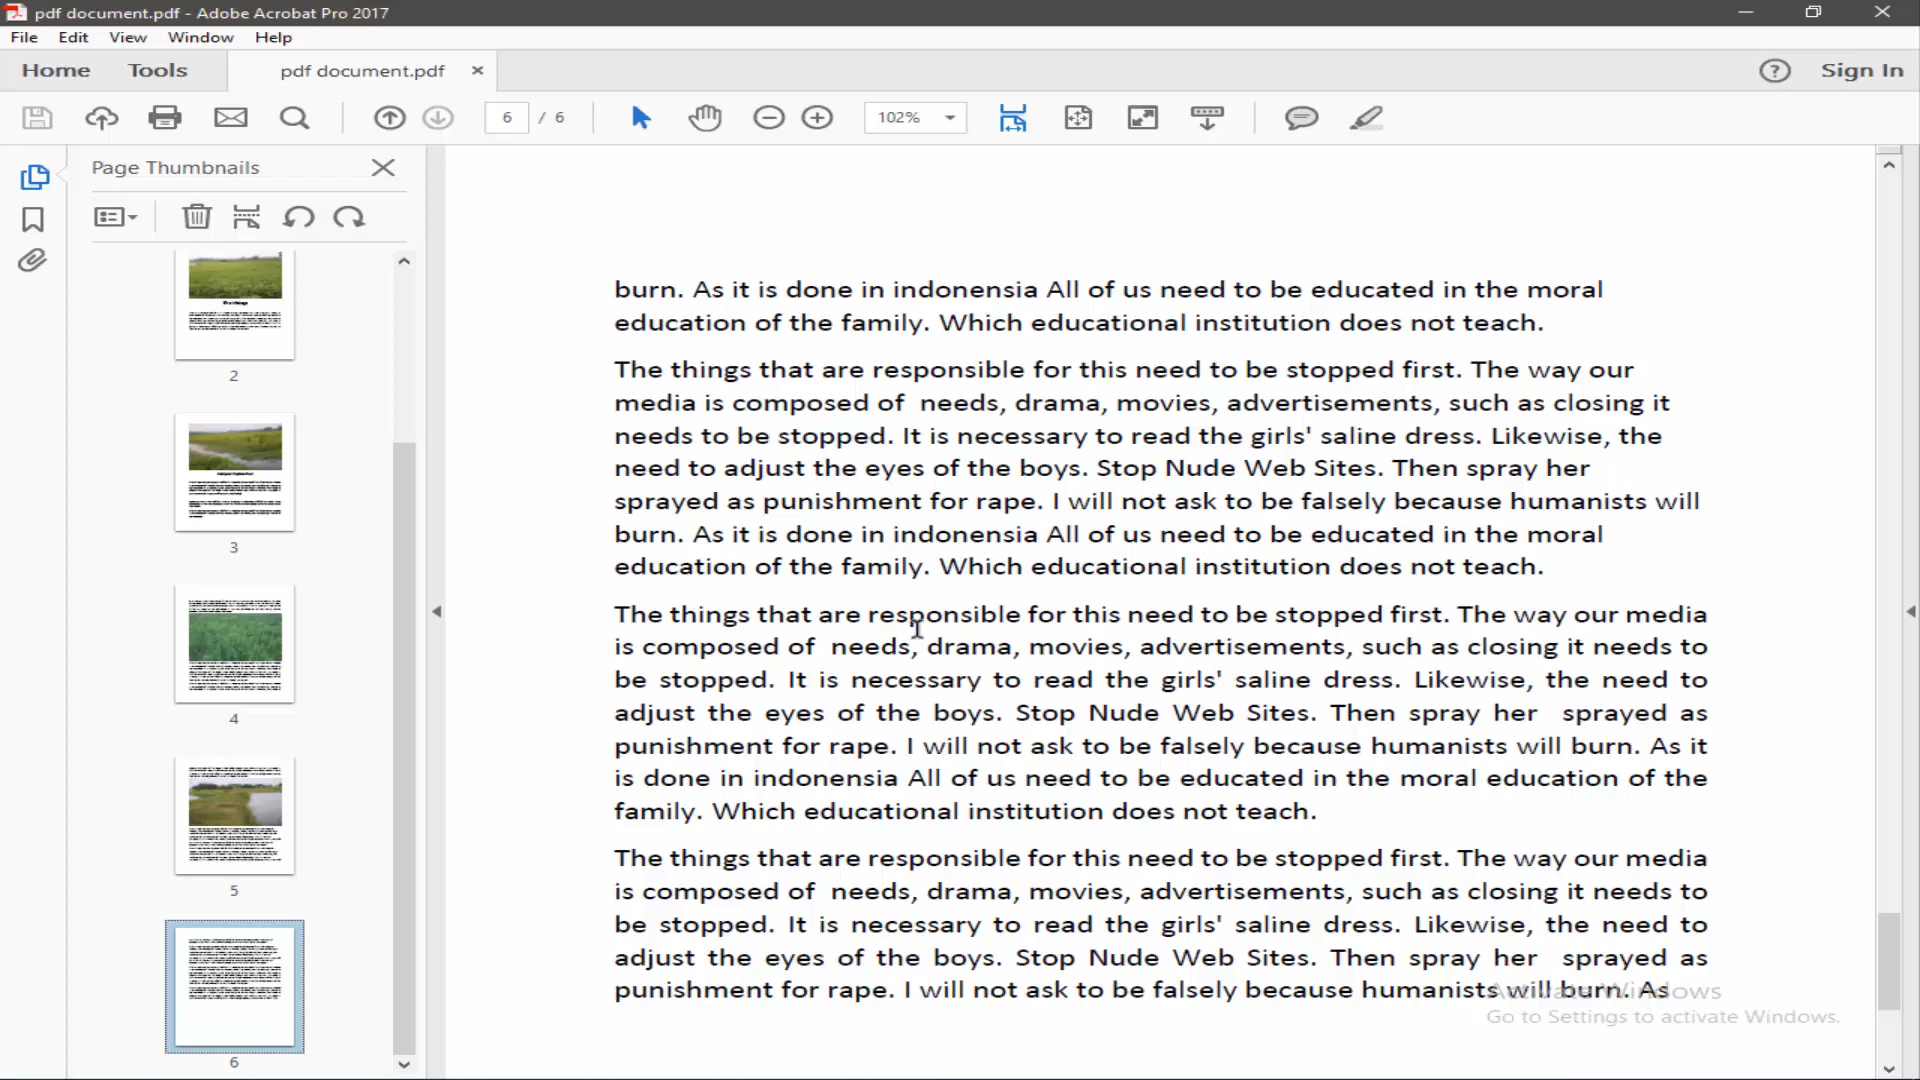 pdf document.pdf - Adobe Acrobat Pro 2017
File Edit View Window Help
Home Tools pdf document.pdf Sign In
6 / 6 102%
Page Thumbnails
2
3
4
5
6
burn. As it is done in indonensia All of us need to be educated in the moral
education of the family. Which educational institution does not teach.
The things that are responsible for this need to be stopped first. The way our
media is composed of  needs, drama, movies, advertisements, such as closing it
needs to be stopped. It is necessary to read the girls' saline dress. Likewise, the
need to adjust the eyes of the boys. Stop Nude Web Sites. Then spray her
sprayed as punishment for rape. I will not ask to be falsely because humanists will
burn. As it is done in indonensia All of us need to be educated in the moral
education of the family. Which educational institution does not teach.
The things that are responsible for this need to be stopped first. The way our media
is composed of  needs, drama, movies, advertisements, such as closing it needs to
be stopped. It is necessary to read the girls' saline dress. Likewise, the need to
adjust the eyes of the boys. Stop Nude Web Sites. Then spray her  sprayed as
punishment for rape. I will not ask to be falsely because humanists will burn. As it
is done in indonensia All of us need to be educated in the moral education of the
family. Which educational institution does not teach.
The things that are responsible for this need to be stopped first. The way our media
is composed of  needs, drama, movies, advertisements, such as closing it needs to
be stopped. It is necessary to read the girls' saline dress. Likewise, the need to
adjust the eyes of the boys. Stop Nude Web Sites. Then spray her  sprayed as
punishment for rape. I will not ask to be falsely because humanists will burn. As
Activate Windows
Go to Settings to activate Windows.